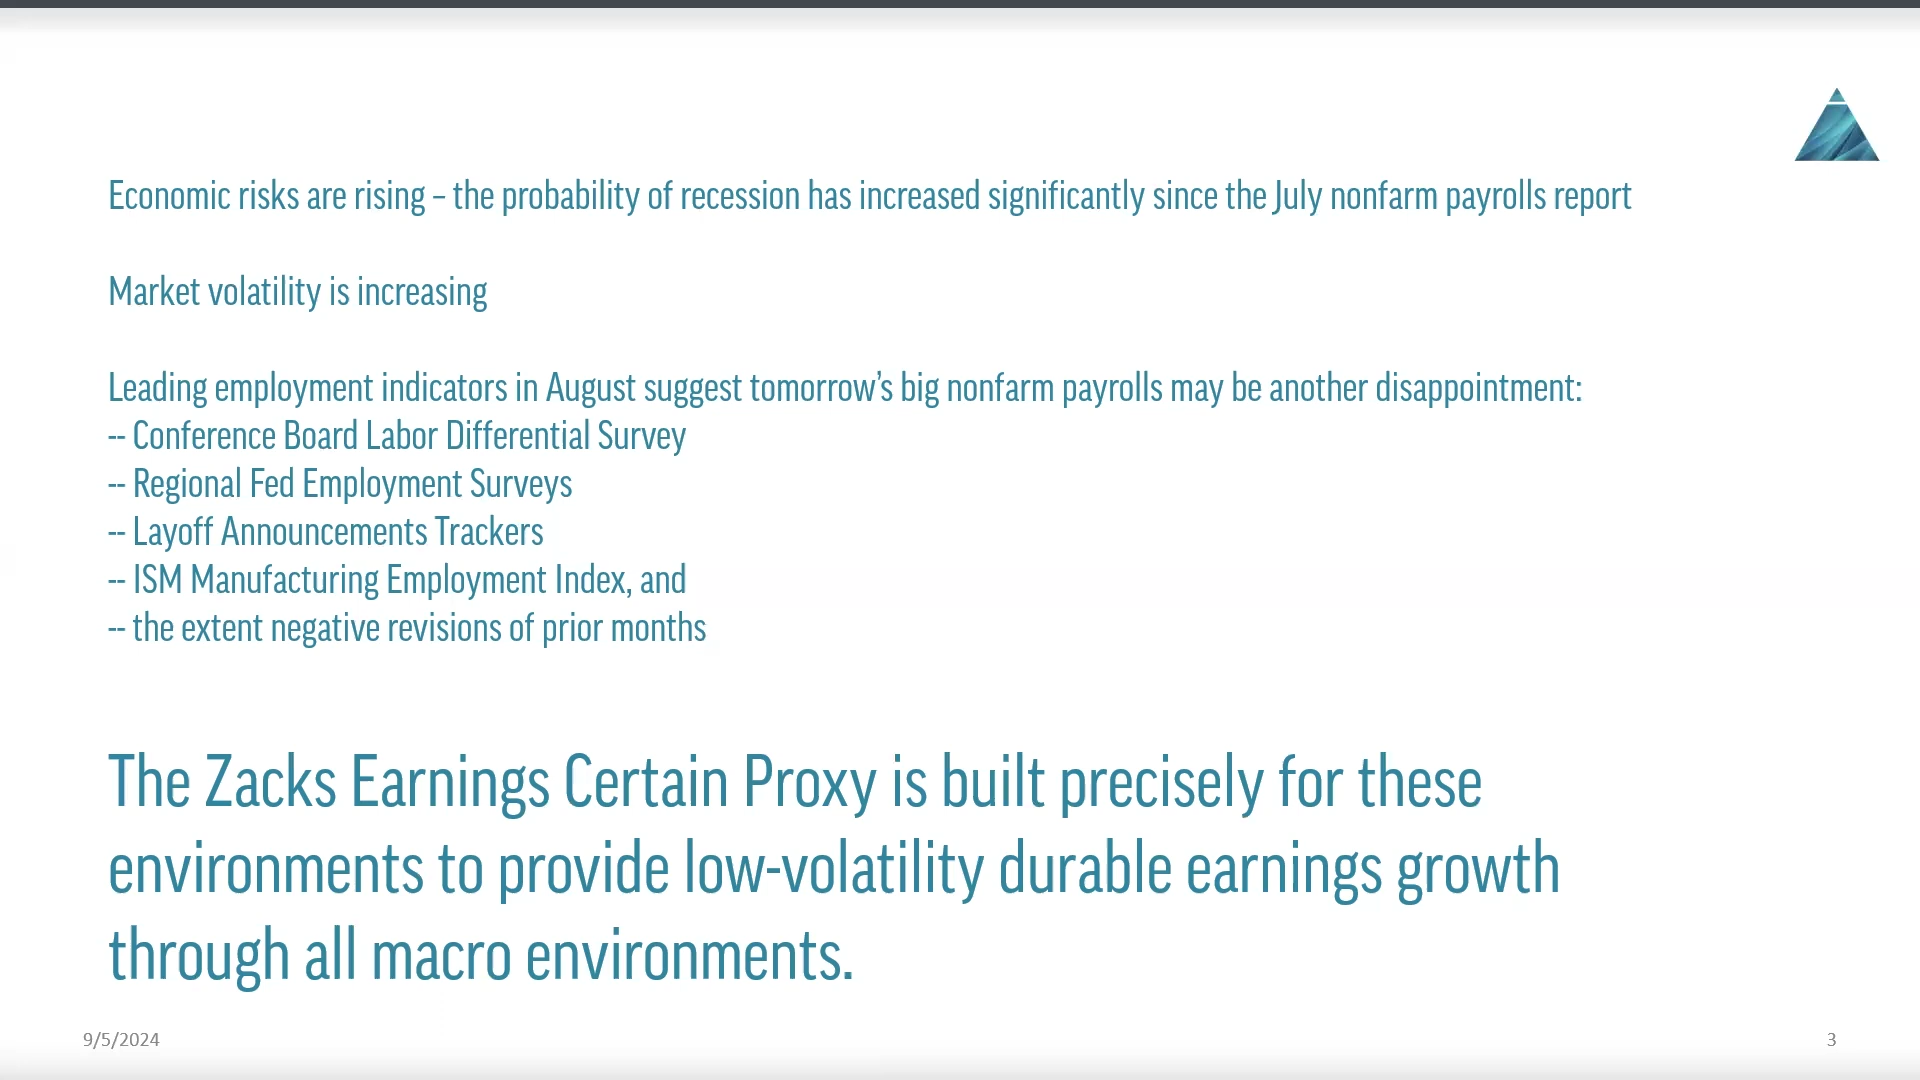 Economic risks are rising – the probability of recession has increased significantly since the July nonfarm payrolls report
Market volatility is increasing
Leading employment indicators in August suggest tomorrow’s big nonfarm payrolls may be another disappointment:
-- Conference Board Labor Differential Survey
-- Regional Fed Employment Surveys
-- Layoff Announcements Trackers
-- ISM Manufacturing Employment Index, and
-- the extent negative revisions of prior months
The Zacks Earnings Certain Proxy is built precisely for these
environments to provide low-volatility durable earnings growth
through all macro environments.
9/5/2024
3